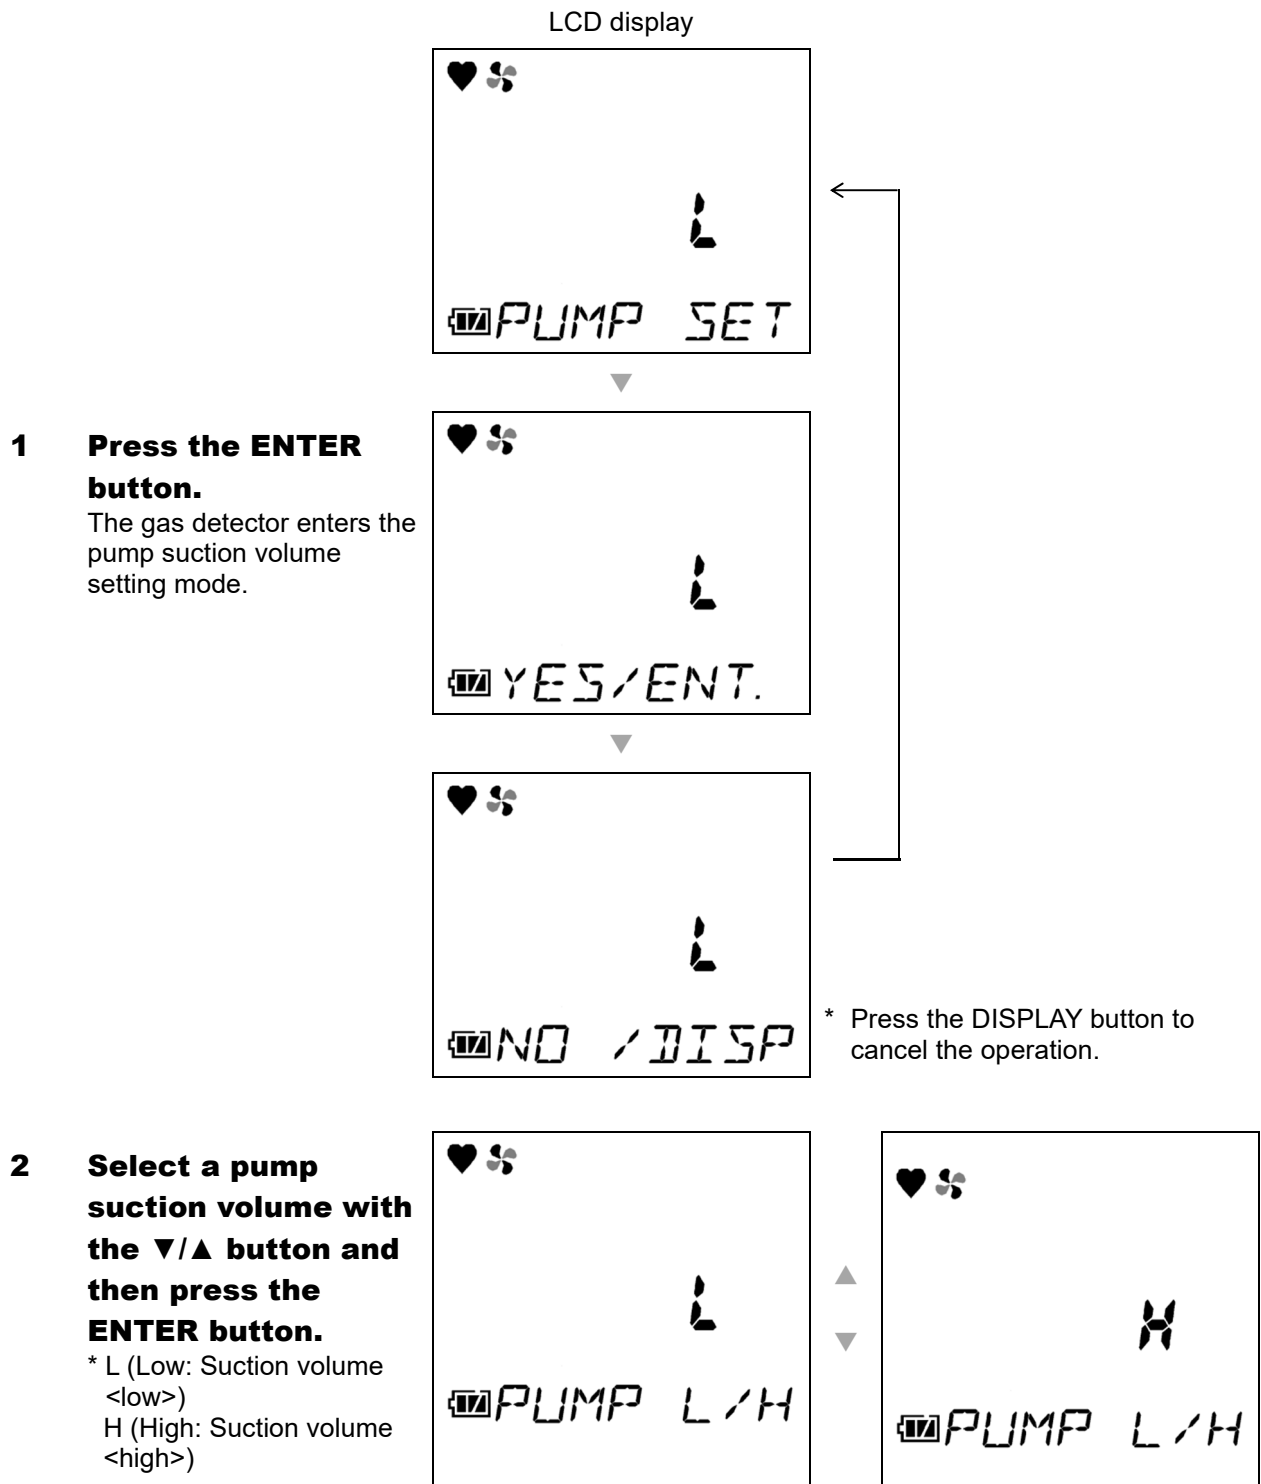 LCD display
L
PUMP SET
1 Press the ENTER
button.
The gas detector enters the
pump suction volume
setting mode.
L
YES/ENT.
L
NO /DISP
* Press the DISPLAY button to
cancel the operation.
2 Select a pump
suction volume with
the ▼/▲ button and
then press the
ENTER button.
* L (Low: Suction volume
<low>)
H (High: Suction volume
<high>)
L
PUMP L/H
H
PUMP L/H